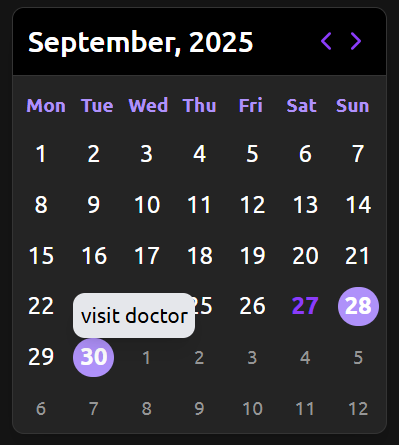 September, 2025
Mon Tue Wed Thu Fri Sat Sun
1 2 3 4 5 6 7
8 9 10 11 12 13 14
15 16 17 18 19 20 21
22 25 26 27 28
visit doctor
29 30 1 2 3 4 5
6 7 8 9 10 11 12